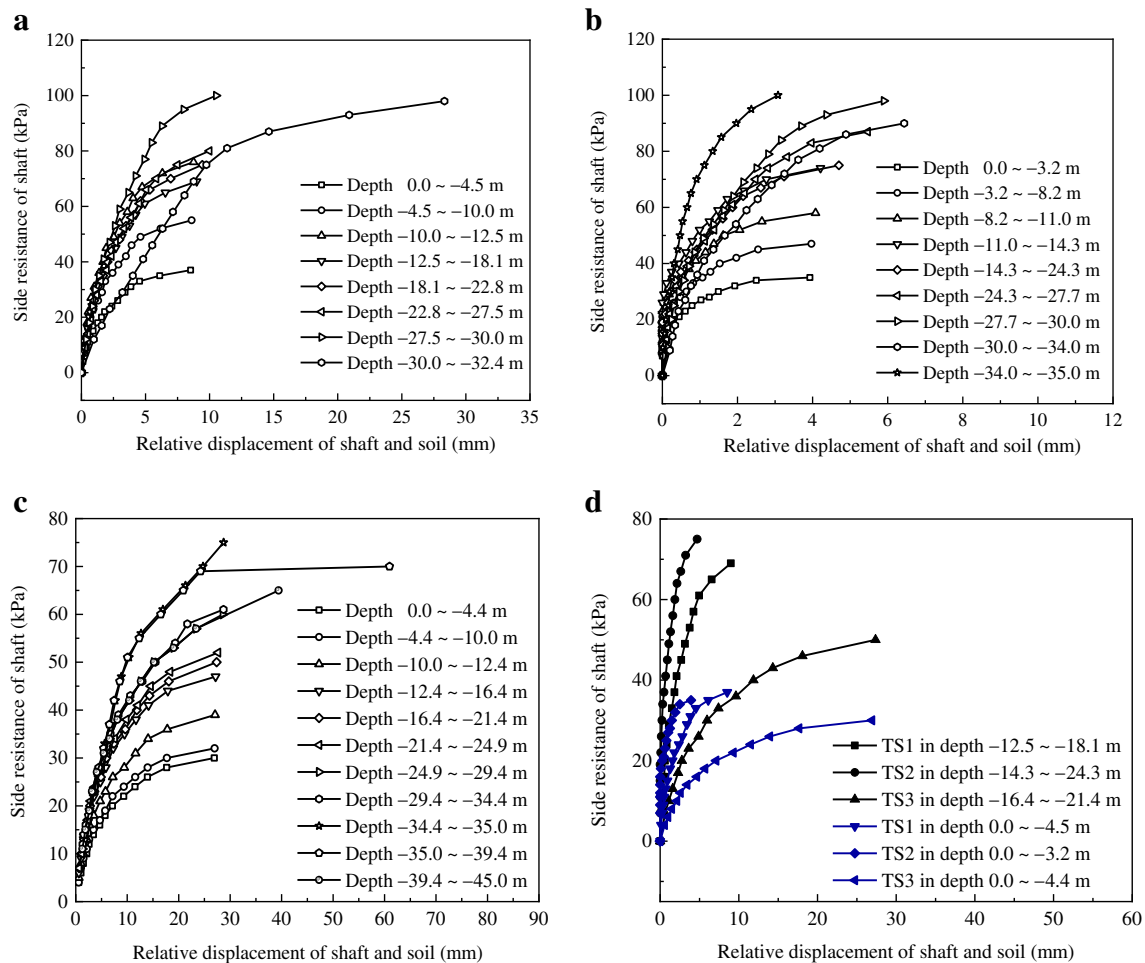 a
120
100
80
60
40
20
0
Side resistance of shaft (kPa)
Depth 0.0 ~ −4.5 m
Depth −4.5 ~ −10.0 m
Depth −10.0 ~ −12.5 m
Depth −12.5 ~ −18.1 m
Depth −18.1 ~ −22.8 m
Depth −22.8 ~ −27.5 m
Depth −27.5 ~ −30.0 m
Depth −30.0 ~ −32.4 m
0 5 10 15 20 25 30 35
Relative displacement of shaft and soil (mm)
b
120
100
80
60
40
20
0
Side resistance of shaft (kPa)
Depth 0.0 ~ −3.2 m
Depth −3.2 ~ −8.2 m
Depth −8.2 ~ −11.0 m
Depth −11.0 ~ −14.3 m
Depth −14.3 ~ −24.3 m
Depth −24.3 ~ −27.7 m
Depth −27.7 ~ −30.0 m
Depth −30.0 ~ −34.0 m
Depth −34.0 ~ −35.0 m
0 2 4 6 8 10 12
Relative displacement of shaft and soil (mm)
c
80
70
60
50
40
30
20
10
0
Side resistance of shaft (kPa)
Depth 0.0 ~ −4.4 m
Depth −4.4 ~ −10.0 m
Depth −10.0 ~ −12.4 m
Depth −12.4 ~ −16.4 m
Depth −16.4 ~ −21.4 m
Depth −21.4 ~ −24.9 m
Depth −24.9 ~ −29.4 m
Depth −29.4 ~ −34.4 m
Depth −34.4 ~ −35.0 m
Depth −35.0 ~ −39.4 m
Depth −39.4 ~ −45.0 m
0 10 20 30 40 50 60 70 80 90
Relative displacement of shaft and soil (mm)
d
80
60
40
20
0
Side resistance of shaft (kPa)
TS1 in depth −12.5 ~ −18.1 m
TS2 in depth −14.3 ~ −24.3 m
TS3 in depth −16.4 ~ −21.4 m
TS1 in depth 0.0 ~ −4.5 m
TS2 in depth 0.0 ~ −3.2 m
TS3 in depth 0.0 ~ −4.4 m
0 10 20 30 40 50 60
Relative displacement of shaft and soil (mm)